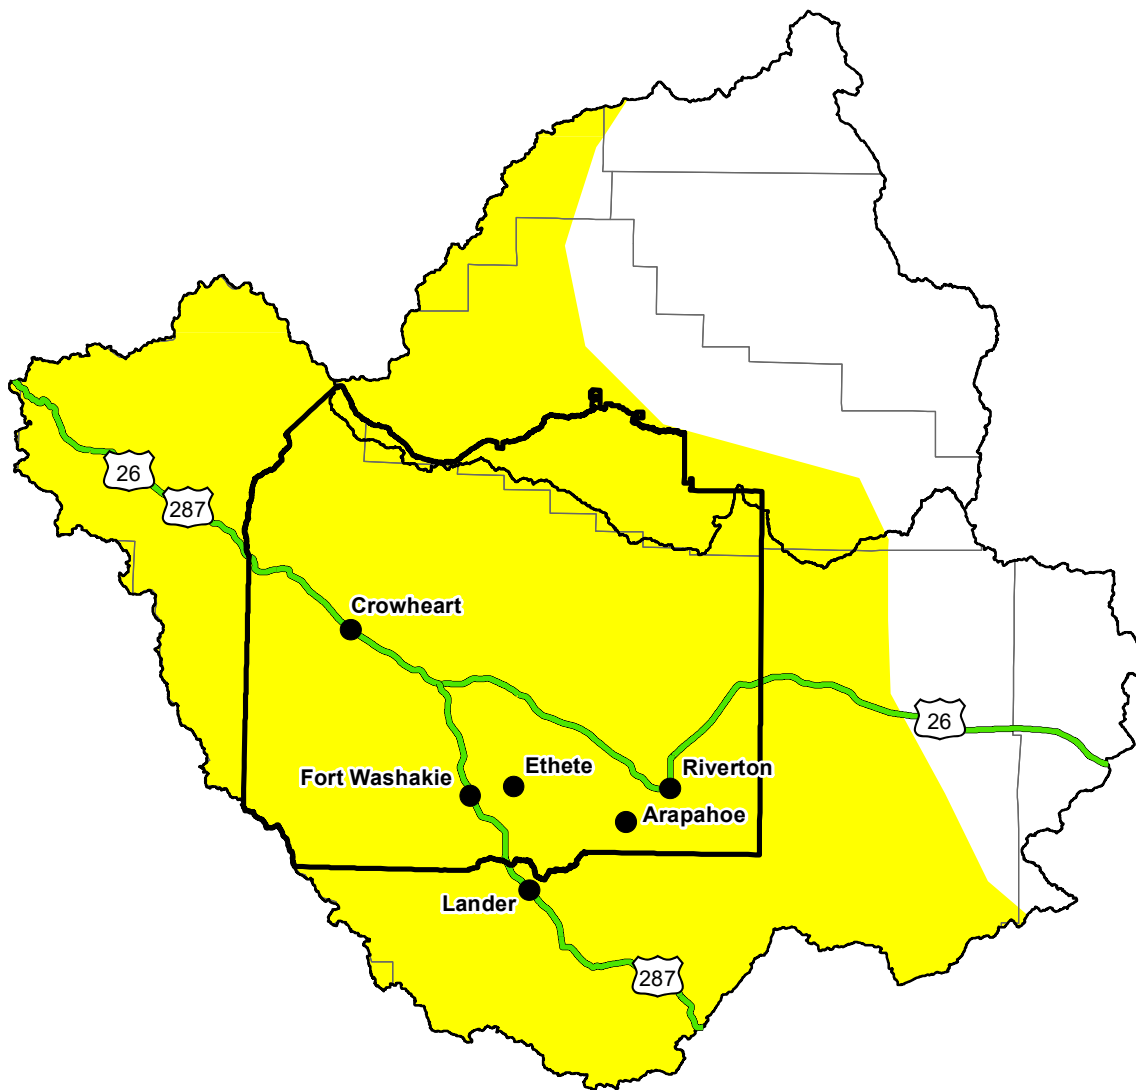 26
287
Crowheart
26
Ethete
Riverton
Fort Washakie
Arapahoe
Lander
287